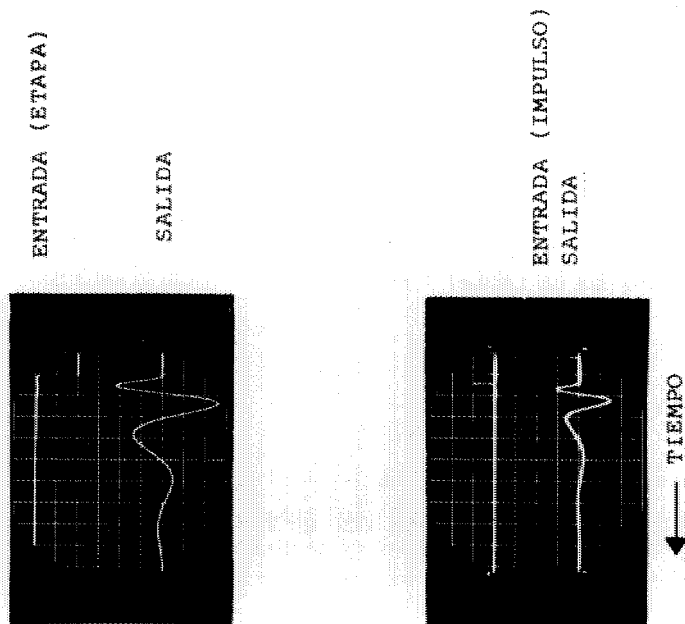 ENTRADA (ETAPA)
SALIDA
ENTRADA (IMPULSO)
SALIDA
TIEMPO